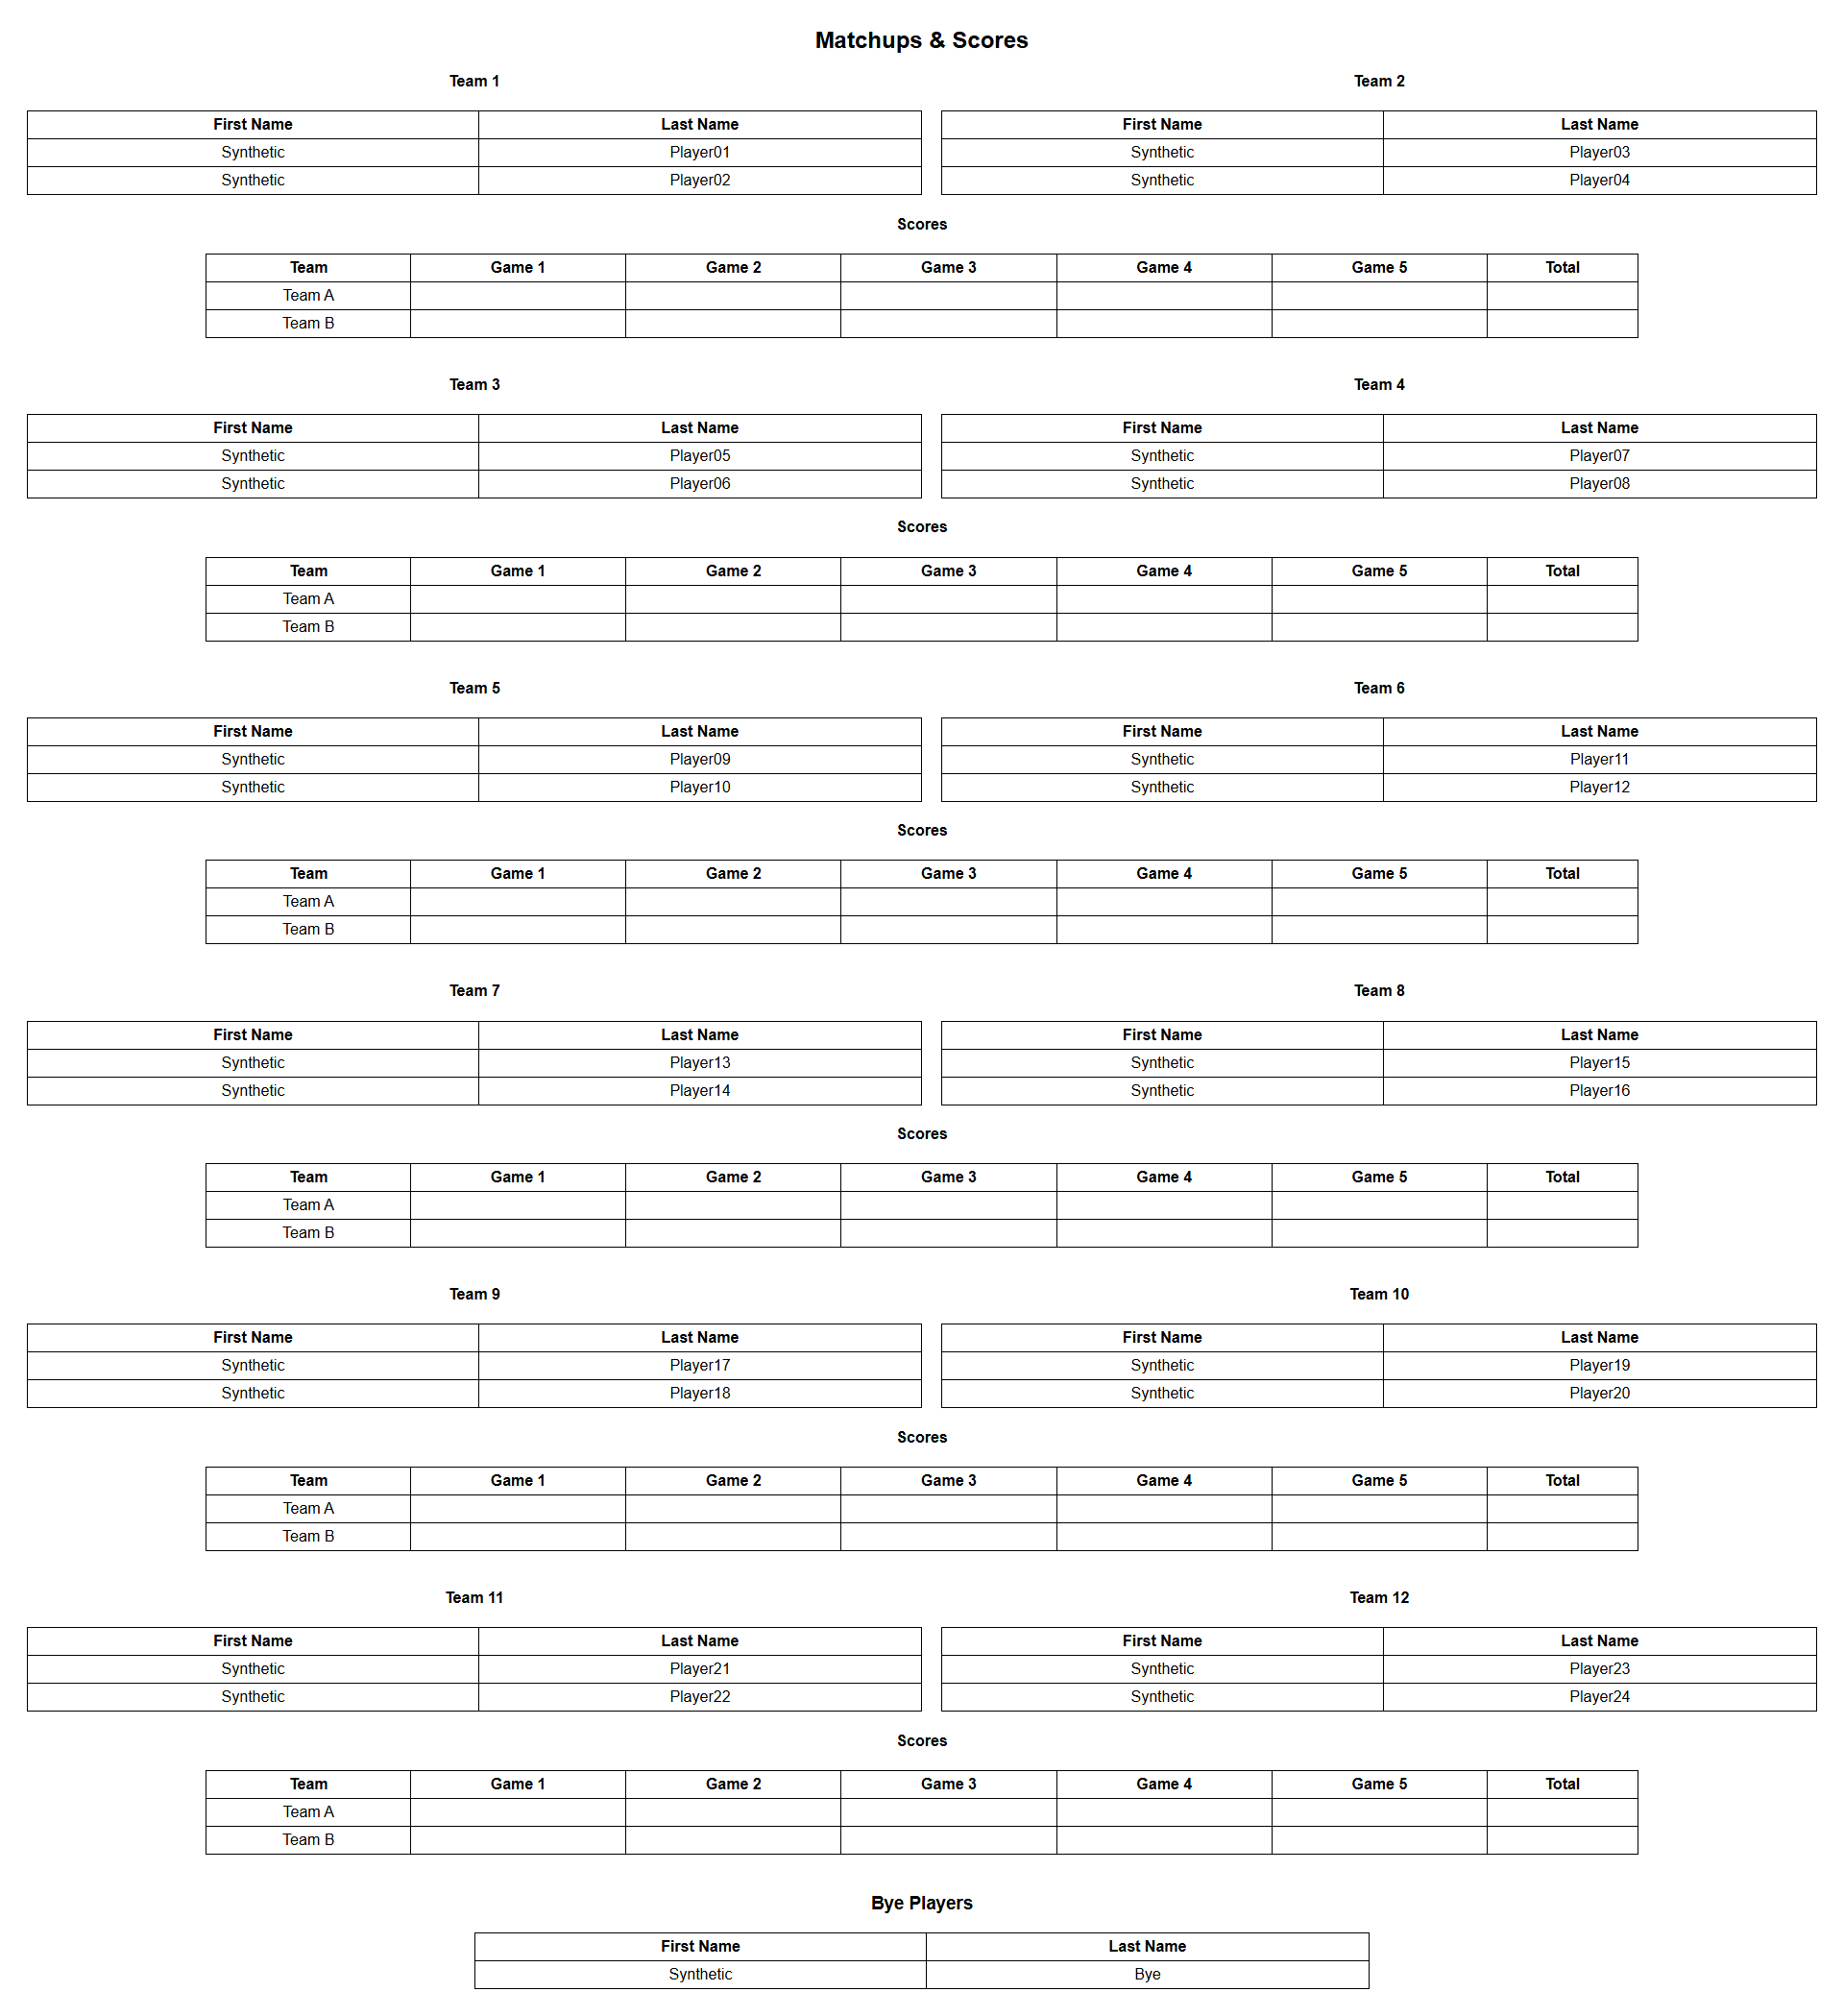 Matchups & Scores
Team 1 Team 2
First Name Last Name First Name Last Name
Synthetic Player01 Synthetic Player03
Synthetic Player02 Synthetic Player04
Scores
Team Game 1 Game 2 Game 3 Game 4 Game 5 Total
Team A
Team B
Team 3 Team 4
First Name Last Name First Name Last Name
Synthetic Player05 Synthetic Player07
Synthetic Player06 Synthetic Player08
Scores
Team Game 1 Game 2 Game 3 Game 4 Game 5 Total
Team A
Team B
Team 5 Team 6
First Name Last Name First Name Last Name
Synthetic Player09 Synthetic Player11
Synthetic Player10 Synthetic Player12
Scores
Team Game 1 Game 2 Game 3 Game 4 Game 5 Total
Team A
Team B
Team 7 Team 8
First Name Last Name First Name Last Name
Synthetic Player13 Synthetic Player15
Synthetic Player14 Synthetic Player16
Scores
Team Game 1 Game 2 Game 3 Game 4 Game 5 Total
Team A
Team B
Team 9 Team 10
First Name Last Name First Name Last Name
Synthetic Player17 Synthetic Player19
Synthetic Player18 Synthetic Player20
Scores
Team Game 1 Game 2 Game 3 Game 4 Game 5 Total
Team A
Team B
Team 11 Team 12
First Name Last Name First Name Last Name
Synthetic Player21 Synthetic Player23
Synthetic Player22 Synthetic Player24
Scores
Team Game 1 Game 2 Game 3 Game 4 Game 5 Total
Team A
Team B
Bye Players
First Name Last Name
Synthetic Bye